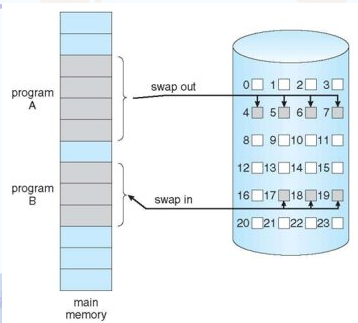 program
A
program
B
main
memory
swap out
swap in
0 1 2 3
4 5 6 7
8 9 10 11
12 13 14 15
16 17 18 19
20 21 22 23